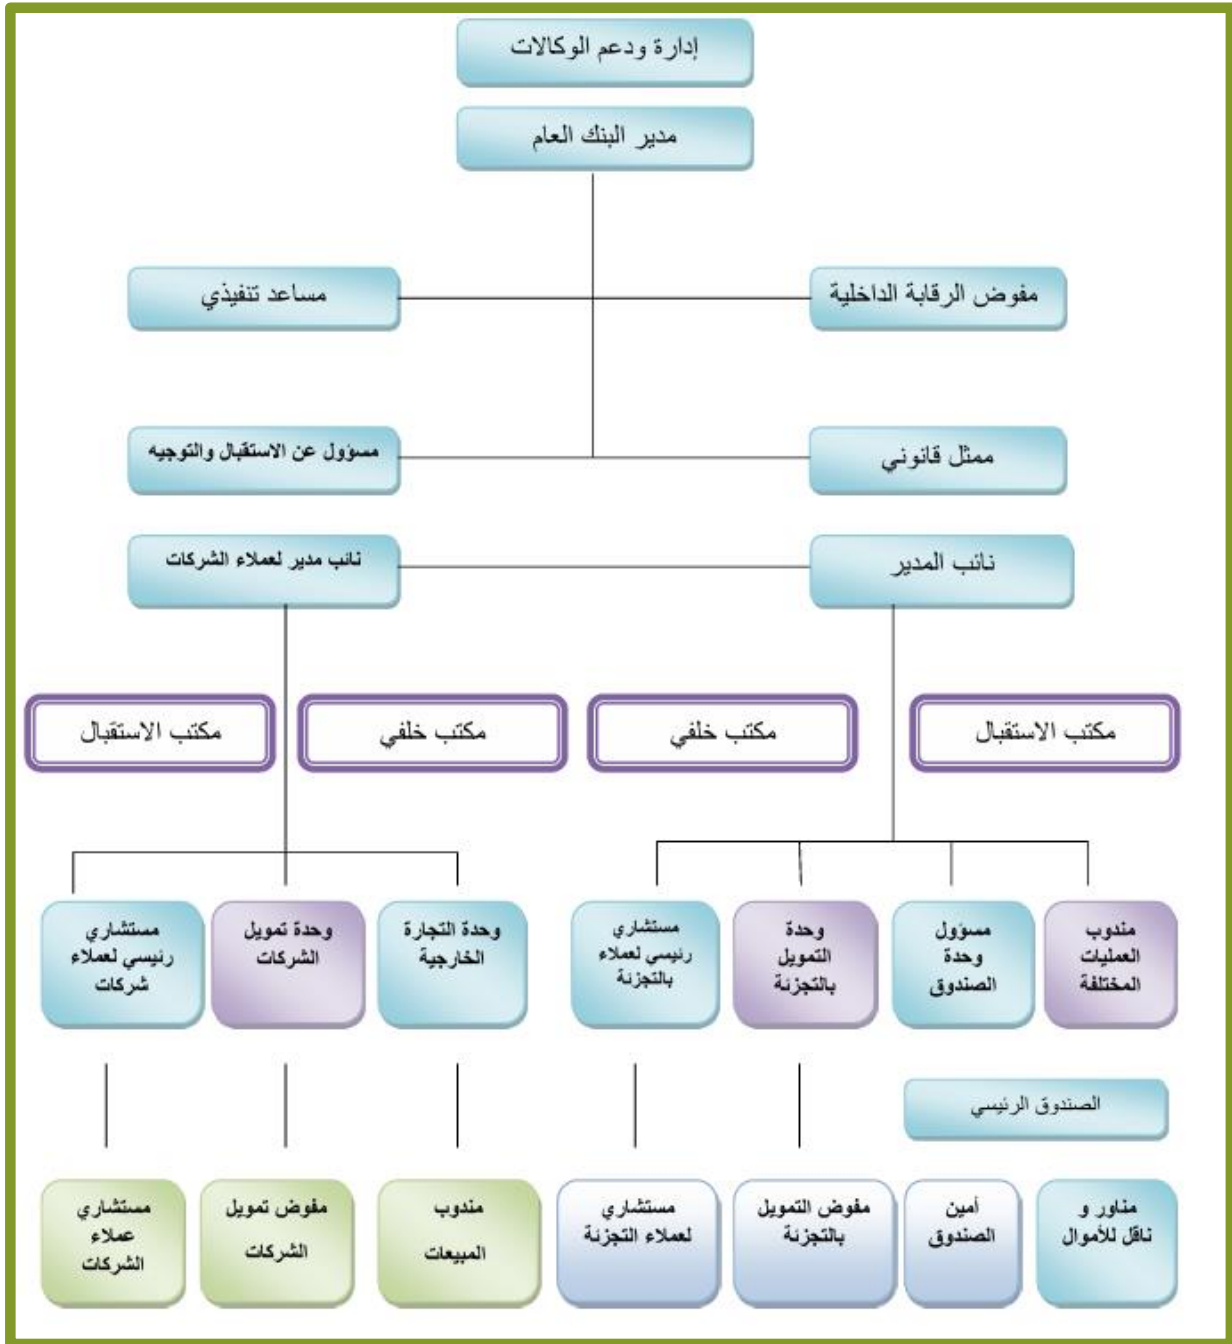 إدارة ودعم الوكالات
مدير البنك العام
مفوض الرقابة الداخلية
مساعد تنفيذي
ممثل قانوني
مسؤول عن الاستقبال والتوجيه
نائب المدير
نائب مدير لعملاء الشركات
مكتب الاستقبال
مكتب خلفي
مكتب خلفي
مكتب الاستقبال
مندوب
العمليات
المختلفة
مسؤول
وحدة
الصندوق
وحدة
التمويل
بالتجزئة
مستشاري
رئيسي لعملاء
بالتجزئة
وحدة التجارة
الخارجية
وحدة تمويل
الشركات
مستشاري
رئيسي لعملاء
شركات
الصندوق الرئيسي
مناور و
ناقل للأموال
أمين
الصندوق
مفوض التمويل
بالتجزئة
مستشاري
لعملاء التجزئة
مندوب
المبيعات
مفوض تمويل
الشركات
مستشاري
عملاء
الشركات